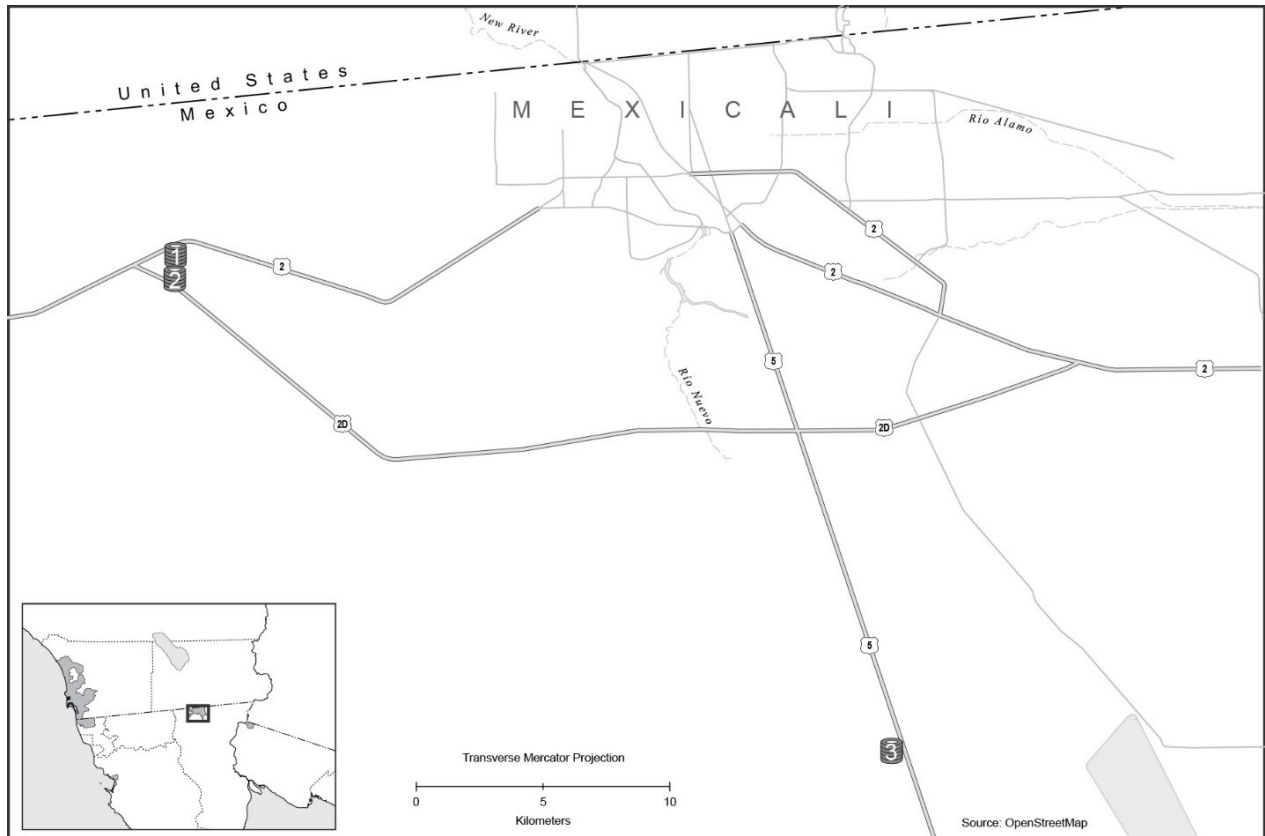 New River
United States
Mexico
MEXICALI
Rio Alamo
2
1
2
2
2
5
2
Rio Nuevo
2D
2D
5
3
Transverse Mercator Projection
0 5 10
Kilometers
Source: OpenStreetMap